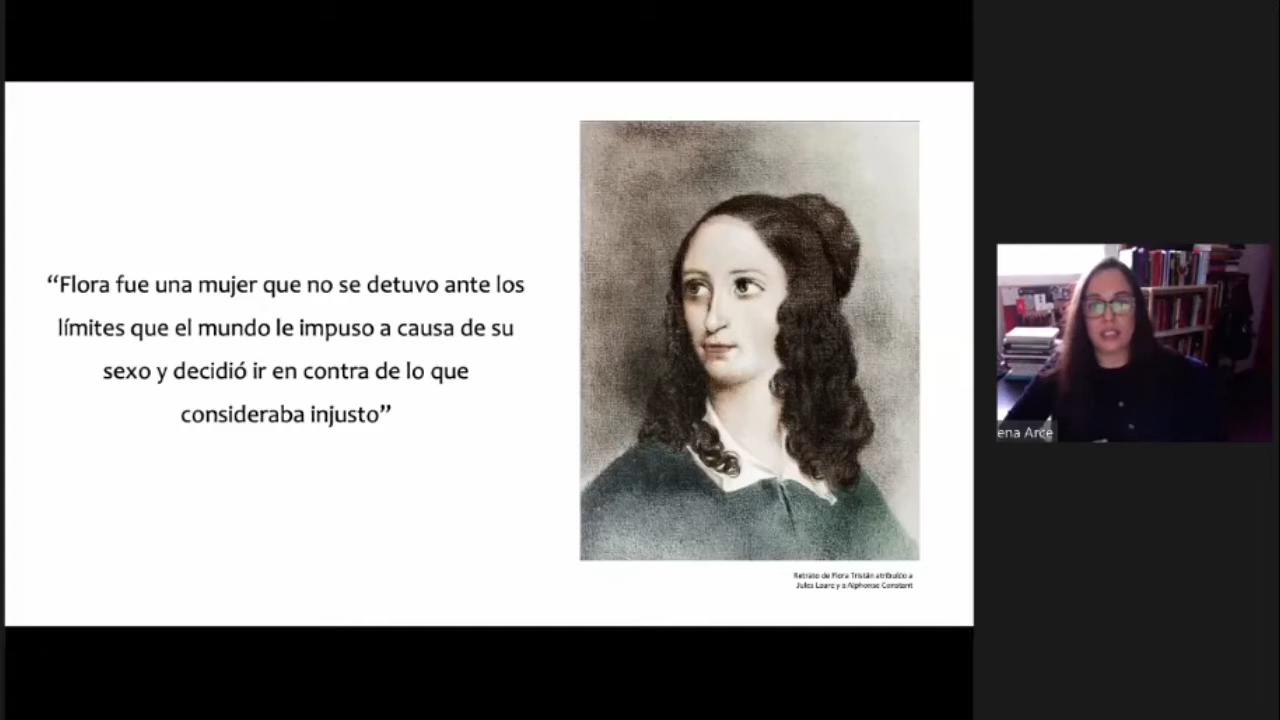 “Flora fue una mujer que no se detuvo ante los
límites que el mundo le impuso a causa de su
sexo y decidió ir en contra de lo que
consideraba injusto”
Retrato de Flora Tristán atribuido a
Jules Laure y a Alphonse Constant
ena Arce